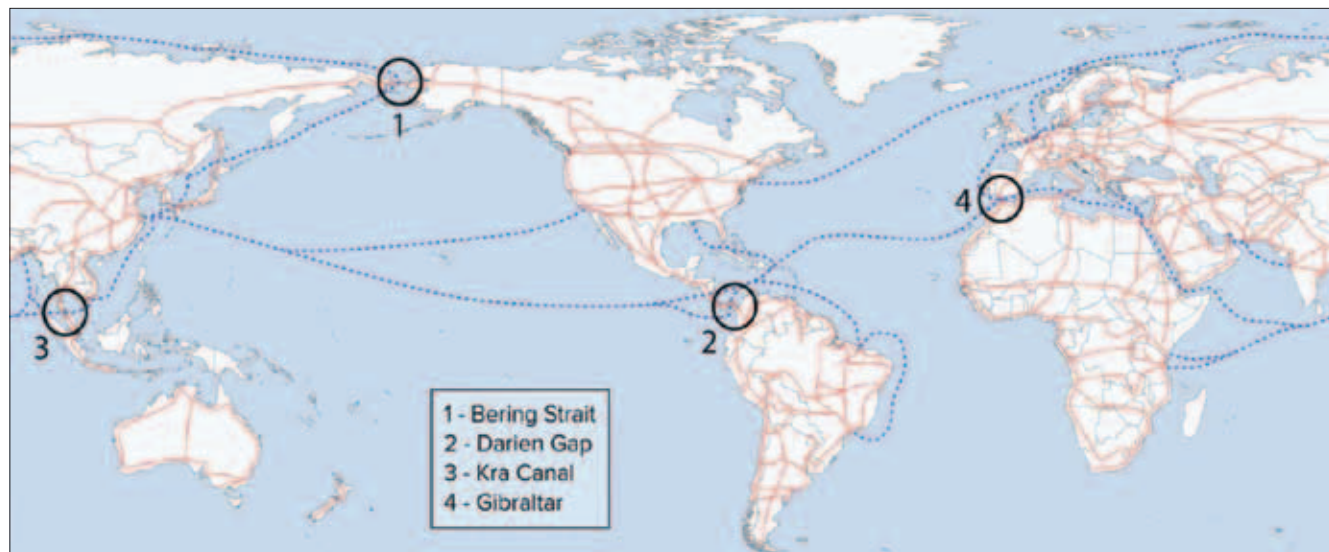 1
4
3
2
1 - Bering Strait
2 - Darien Gap
3 - Kra Canal
4 - Gibraltar